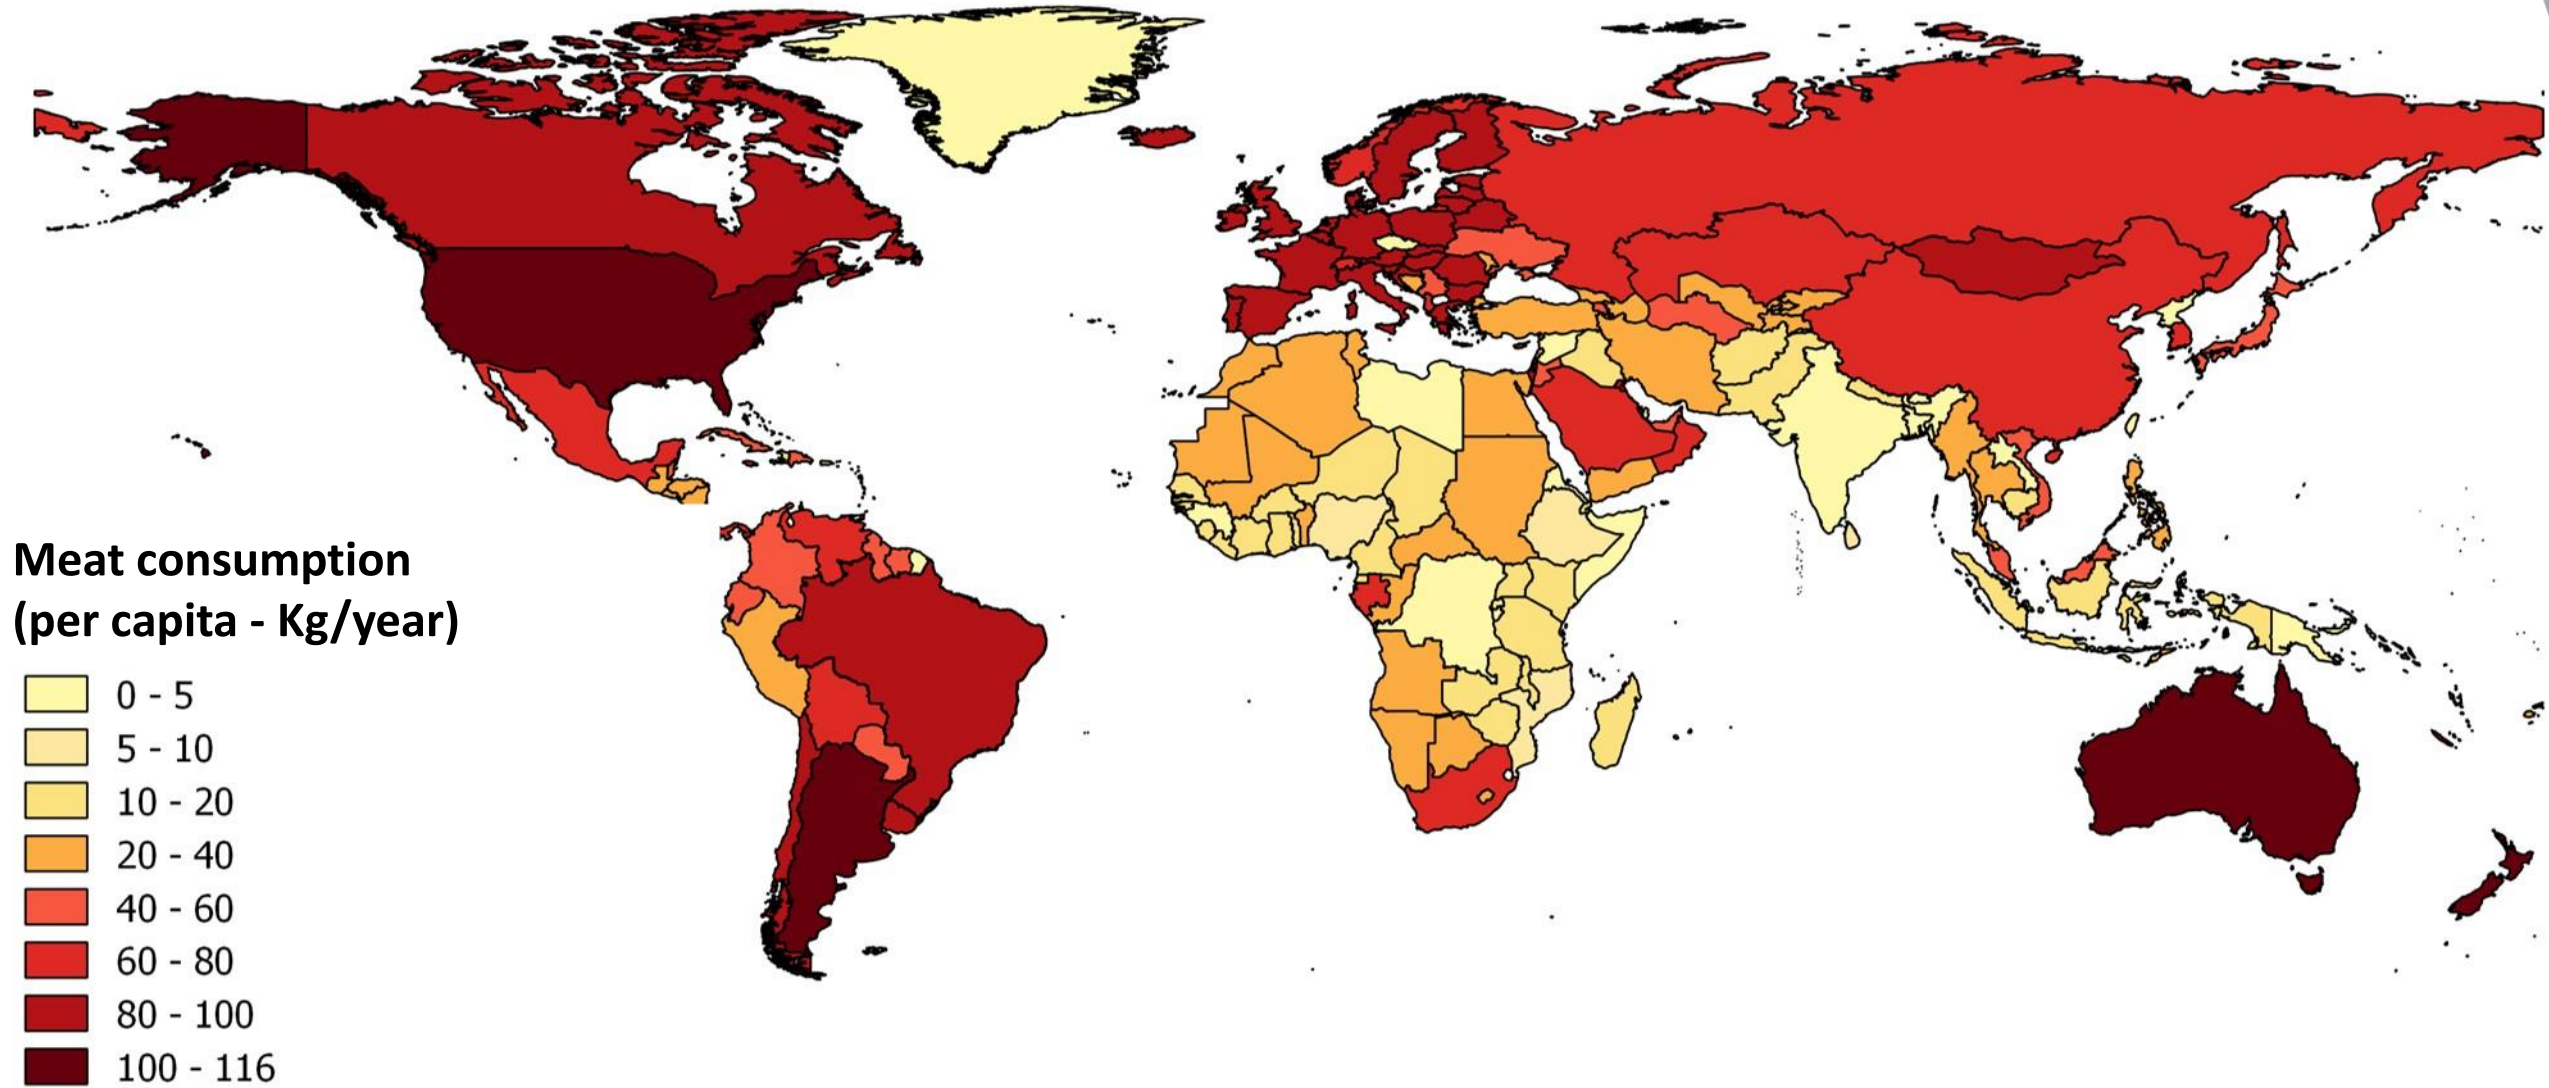 Meat consumption
(per capita - Kg/year)
0 - 5
5 - 10
10 - 20
20 - 40
40 - 60
60 - 80
80 - 100
100 - 116